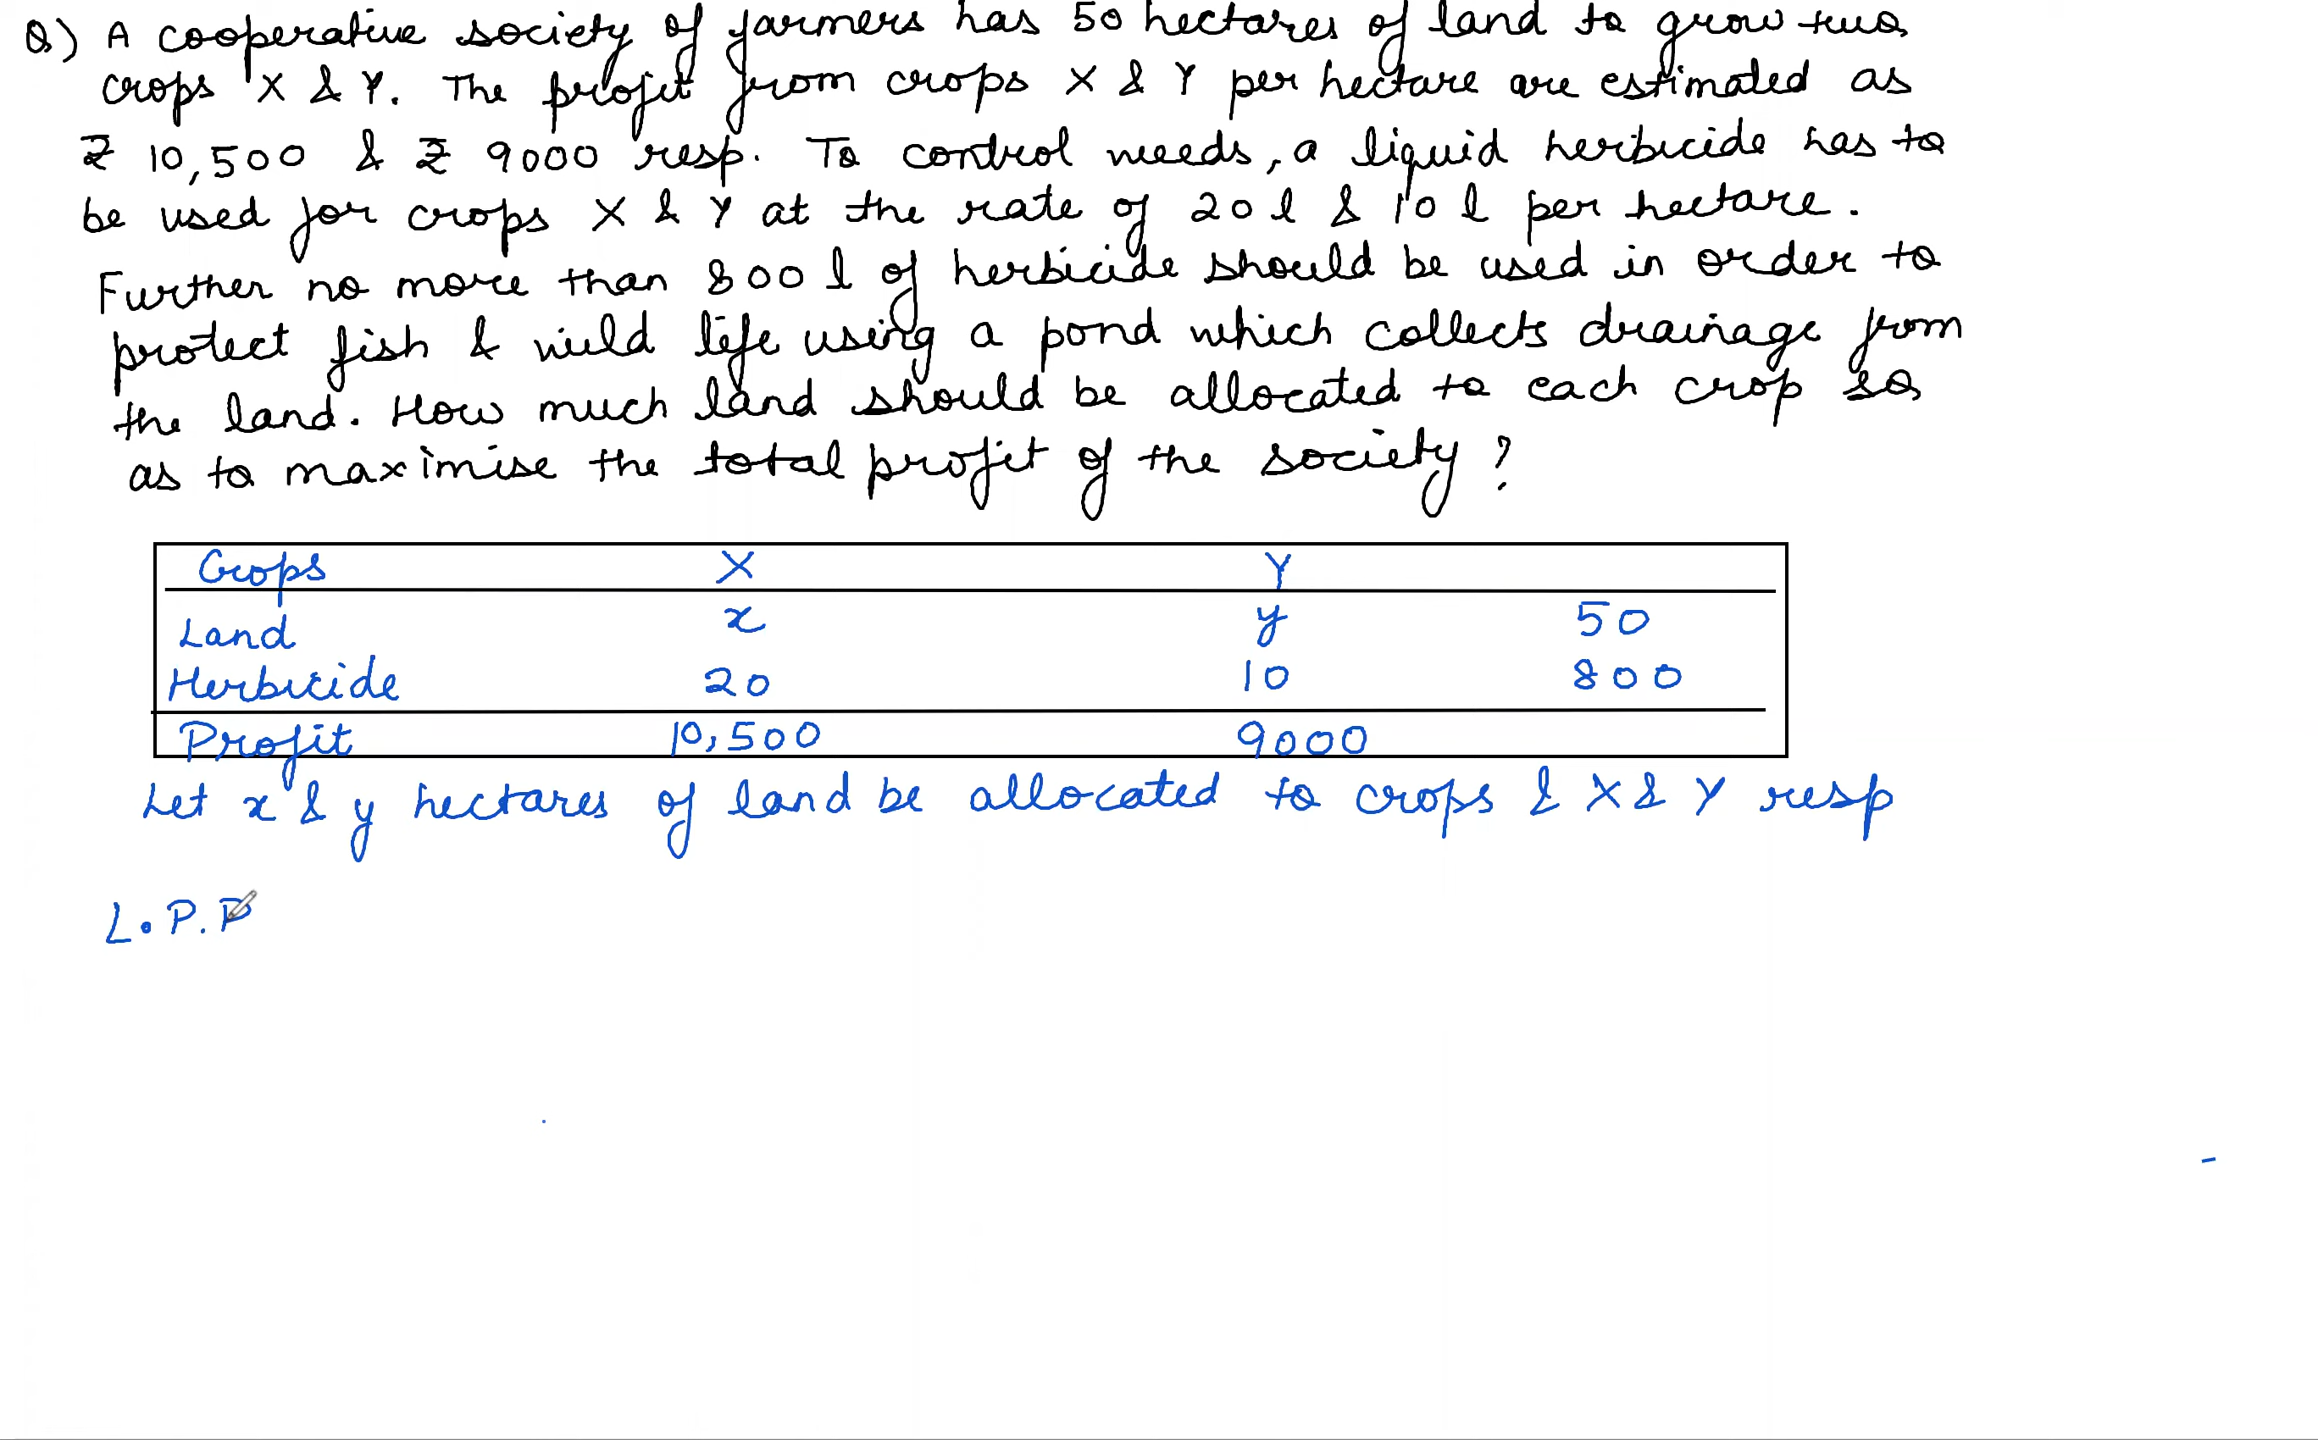 Q) A cooperative society of farmers has 50 hectares of land to grow two
crops X & Y. The profit from crops X & Y per hectare are estimated as
₹ 10,500 & ₹ 9000 resp. To control weeds, a liquid herbicide has to
be used for crops X & Y at the rate of 20 l & 10 l per hectare.
Further no more than 800 l of herbicide should be used in order to
protect fish & wild life using a pond which collects drainage from
the land. How much land should be allocated to each crop so
as to maximise the total profit of the society?
Crops X Y
Land x y 50
Herbicide 20 10 800
Profit 10,500 9000
Let x & y hectares of land be allocated to crops & X & Y resp
L.P.P